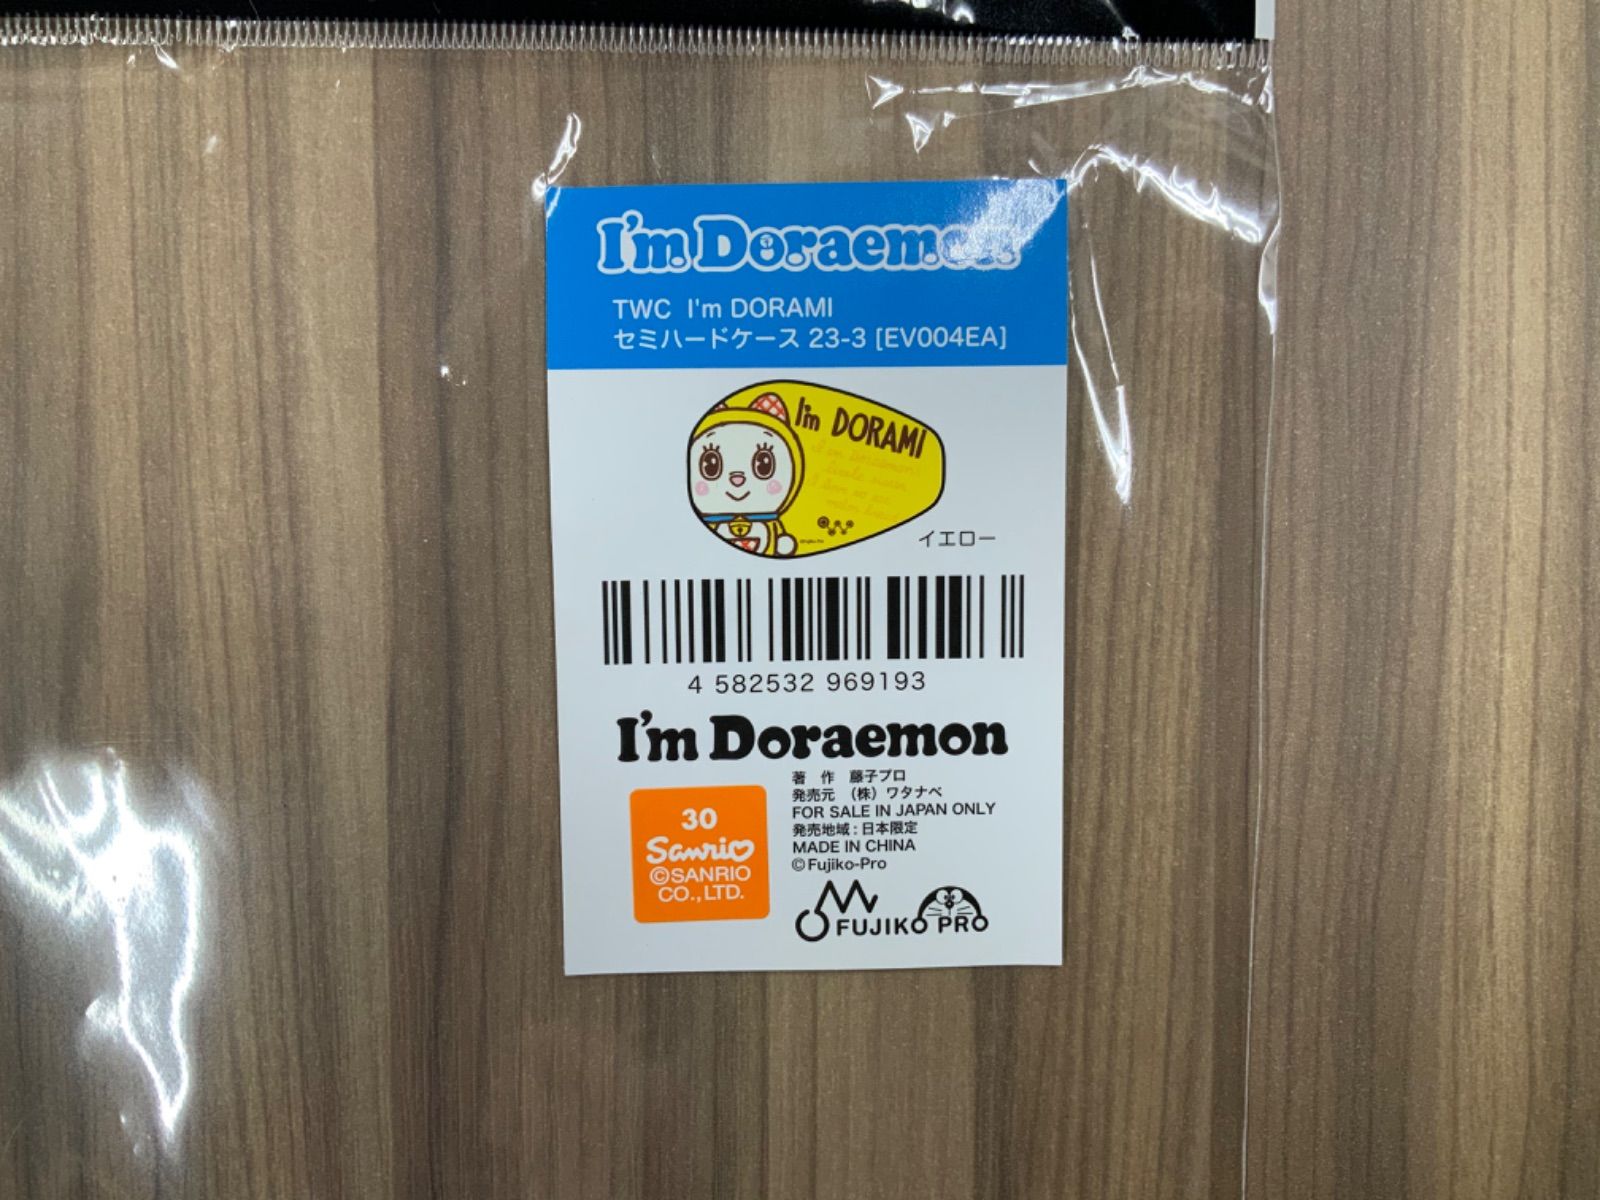 I'm Doraemon
TWC I'm DORAMI
セミハードケース 23-3 [EV004EA]
I'm DORAMI
イエロー
4 582532 969193
I'm Doraemon
著 作 藤子プロ
発売元 (株) ワタナベ
FOR SALE IN JAPAN ONLY
発売地域：日本限定
MADE IN CHINA
©Fujiko-Pro
30
Sanrio
©SANRIO
CO., LTD.
FUJIKO PRO